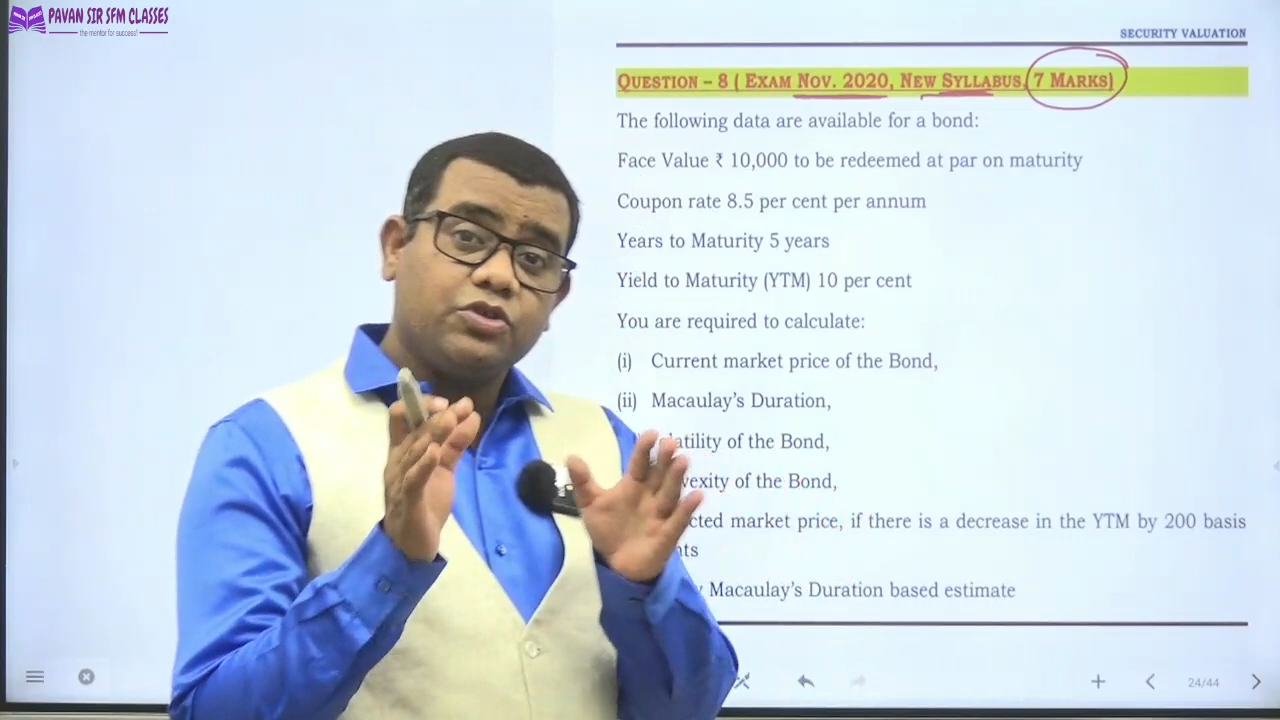 PAVAN SIR SFM CLASSES
the mentor for success!
SECURITY VALUATION
QUESTION – 8 ( EXAM NOV. 2020, NEW SYLLABUS, 7 MARKS)
The following data are available for a bond:
Face Value ₹ 10,000 to be redeemed at par on maturity
Coupon rate 8.5 per cent per annum
Years to Maturity 5 years
Yield to Maturity (YTM) 10 per cent
You are required to calculate:
(i) Current market price of the Bond,
(ii) Macaulay's Duration,
of the Bond,
of the Bond,
market price, if there is a decrease in the YTM by 200 basis
Macaulay's Duration based estimate
24/44